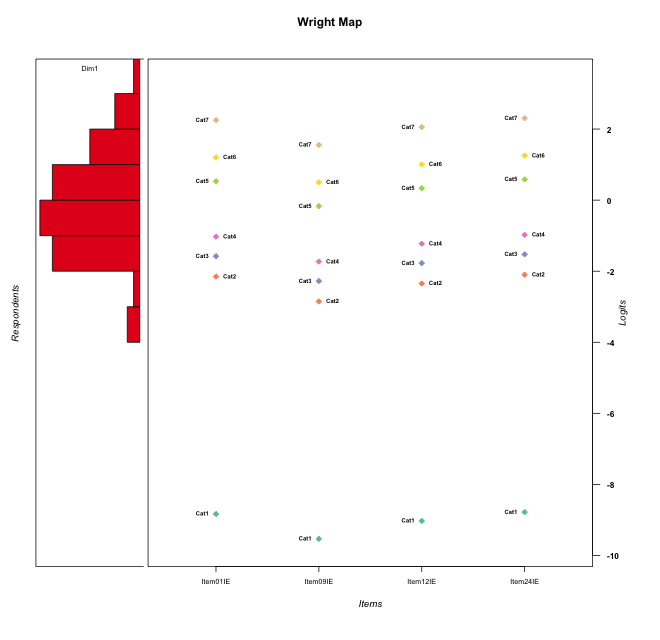 Wright Map
Dim1
Cat7
Cat7
Cat7
Cat7
2
Cat6
Cat6
Cat6
Cat6
Cat5
Cat5
Cat5
Cat5
0
Cat4
Cat4
Cat4
Cat4
Cat3
Cat3
Cat3
Cat3
Cat2
Cat2
Cat2
Cat2
-2
Respondents
Logits
-4
-6
-8
Cat1
Cat1
Cat1
Cat1
-10
Item01IE Item09IE Item12IE Item24IE
Items